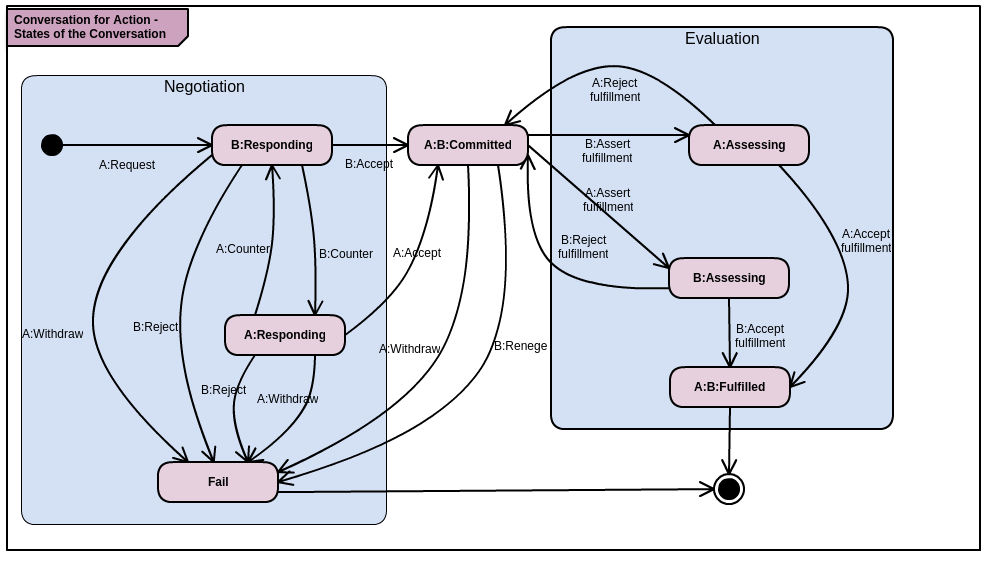 Conversation for Action -
States of the Conversation
Negotiation
Evaluation
A:Reject
fulfillment
B:Responding
A:B:Committed
A:Assessing
A:Request
B:Accept
B:Assert
fulfillment
A:Assert
fulfillment
A:Counter
B:Counter
A:Accept
B:Reject
fulfillment
A:Accept
fulfillment
B:Assessing
A:Withdraw
B:Reject
A:Responding
A:Withdraw
B:Renege
B:Accept
fulfillment
B:Reject
A:Withdraw
A:B:Fulfilled
Fail